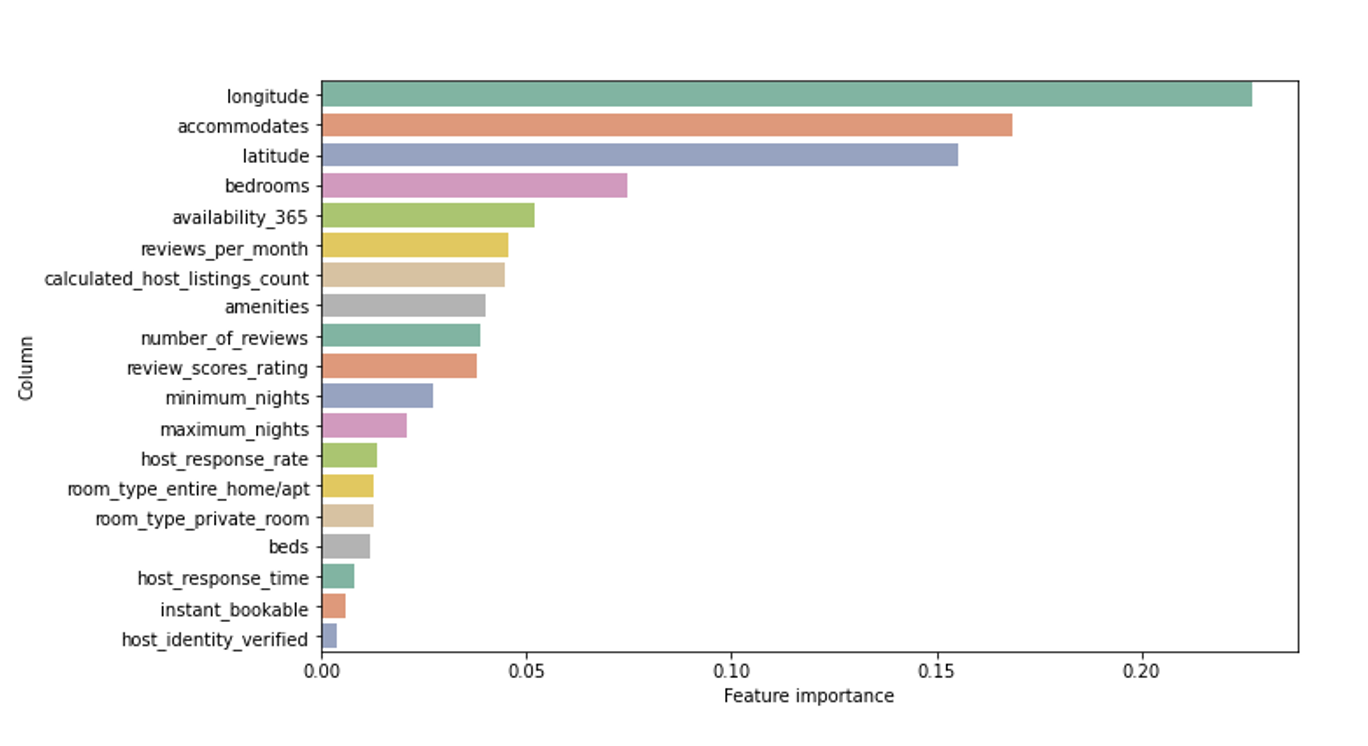 longitude
accommodates
latitude
bedrooms
availability_365
reviews_per_month
calculated_host_listings_count
amenities
number_of_reviews
review_scores_rating
minimum_nights
maximum_nights
host_response_rate
room_type_entire_home/apt
room_type_private_room
beds
host_response_time
instant_bookable
host_identity_verified
Column
0.00 0.05 0.10 0.15 0.20
Feature importance